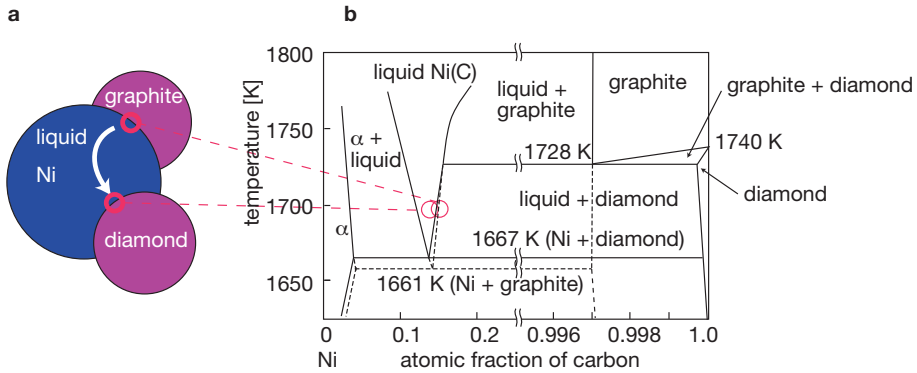 a
graphite
liquid
Ni
diamond
b
temperature [K]
1800
1750
1700
1650
liquid Ni(C)
α +
liquid
α
liquid +
graphite
graphite
graphite + diamond
1728 K
1740 K
diamond
liquid + diamond
1667 K (Ni + diamond)
1661 K (Ni + graphite)
0
0.1
0.2
0.996
0.998
1.0
Ni
atomic fraction of carbon